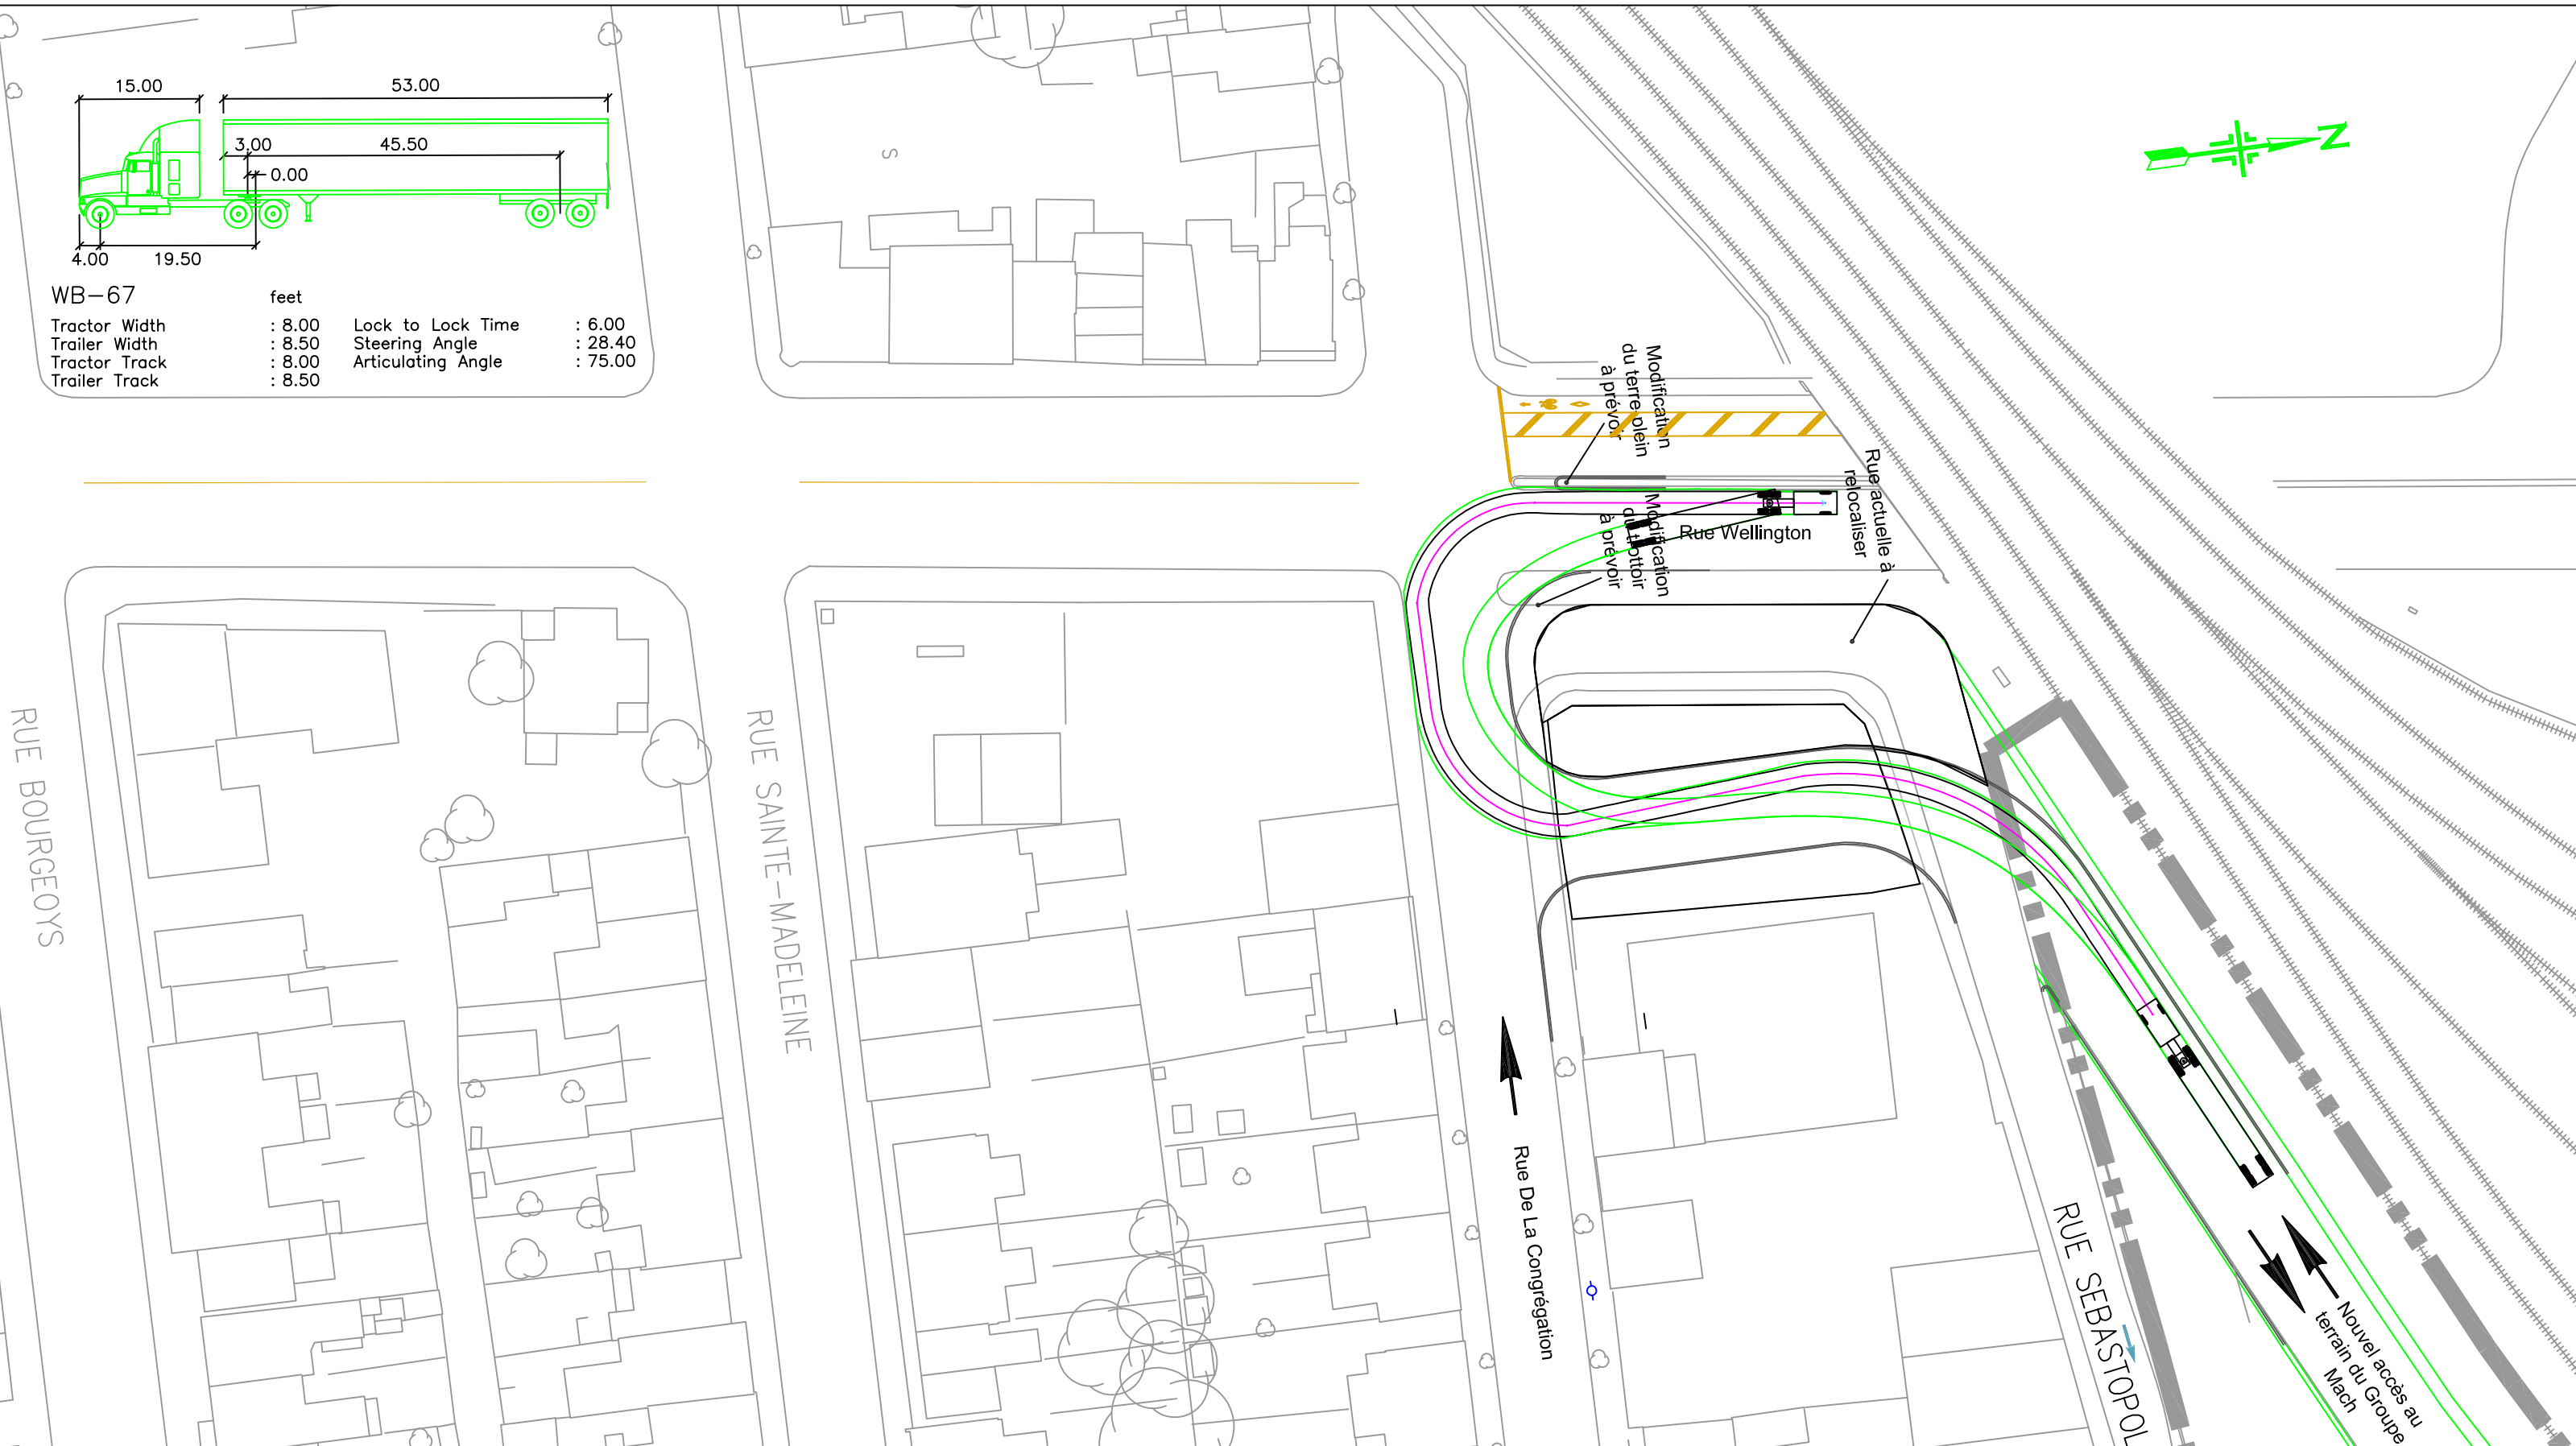 15.00
53.00
3.00
45.50
0.00
4.00
19.50
WB-67
feet
Tractor Width : 8.00 Lock to Lock Time : 6.00
Trailer Width : 8.50 Steering Angle : 28.40
Tractor Track : 8.00 Articulating Angle : 75.00
Trailer Track : 8.50
S
N
Modification
du terre-plein
à prévoir
Modification
du trottoir
à prévoir
Rue Wellington
Rue actuelle à
relocaliser
RUE BOURGEOYS
RUE SAINTE-MADELEINE
Rue De La Congrégation
RUE SEBASTOPOL
Nouvel accès au
terrain du Groupe
Mach